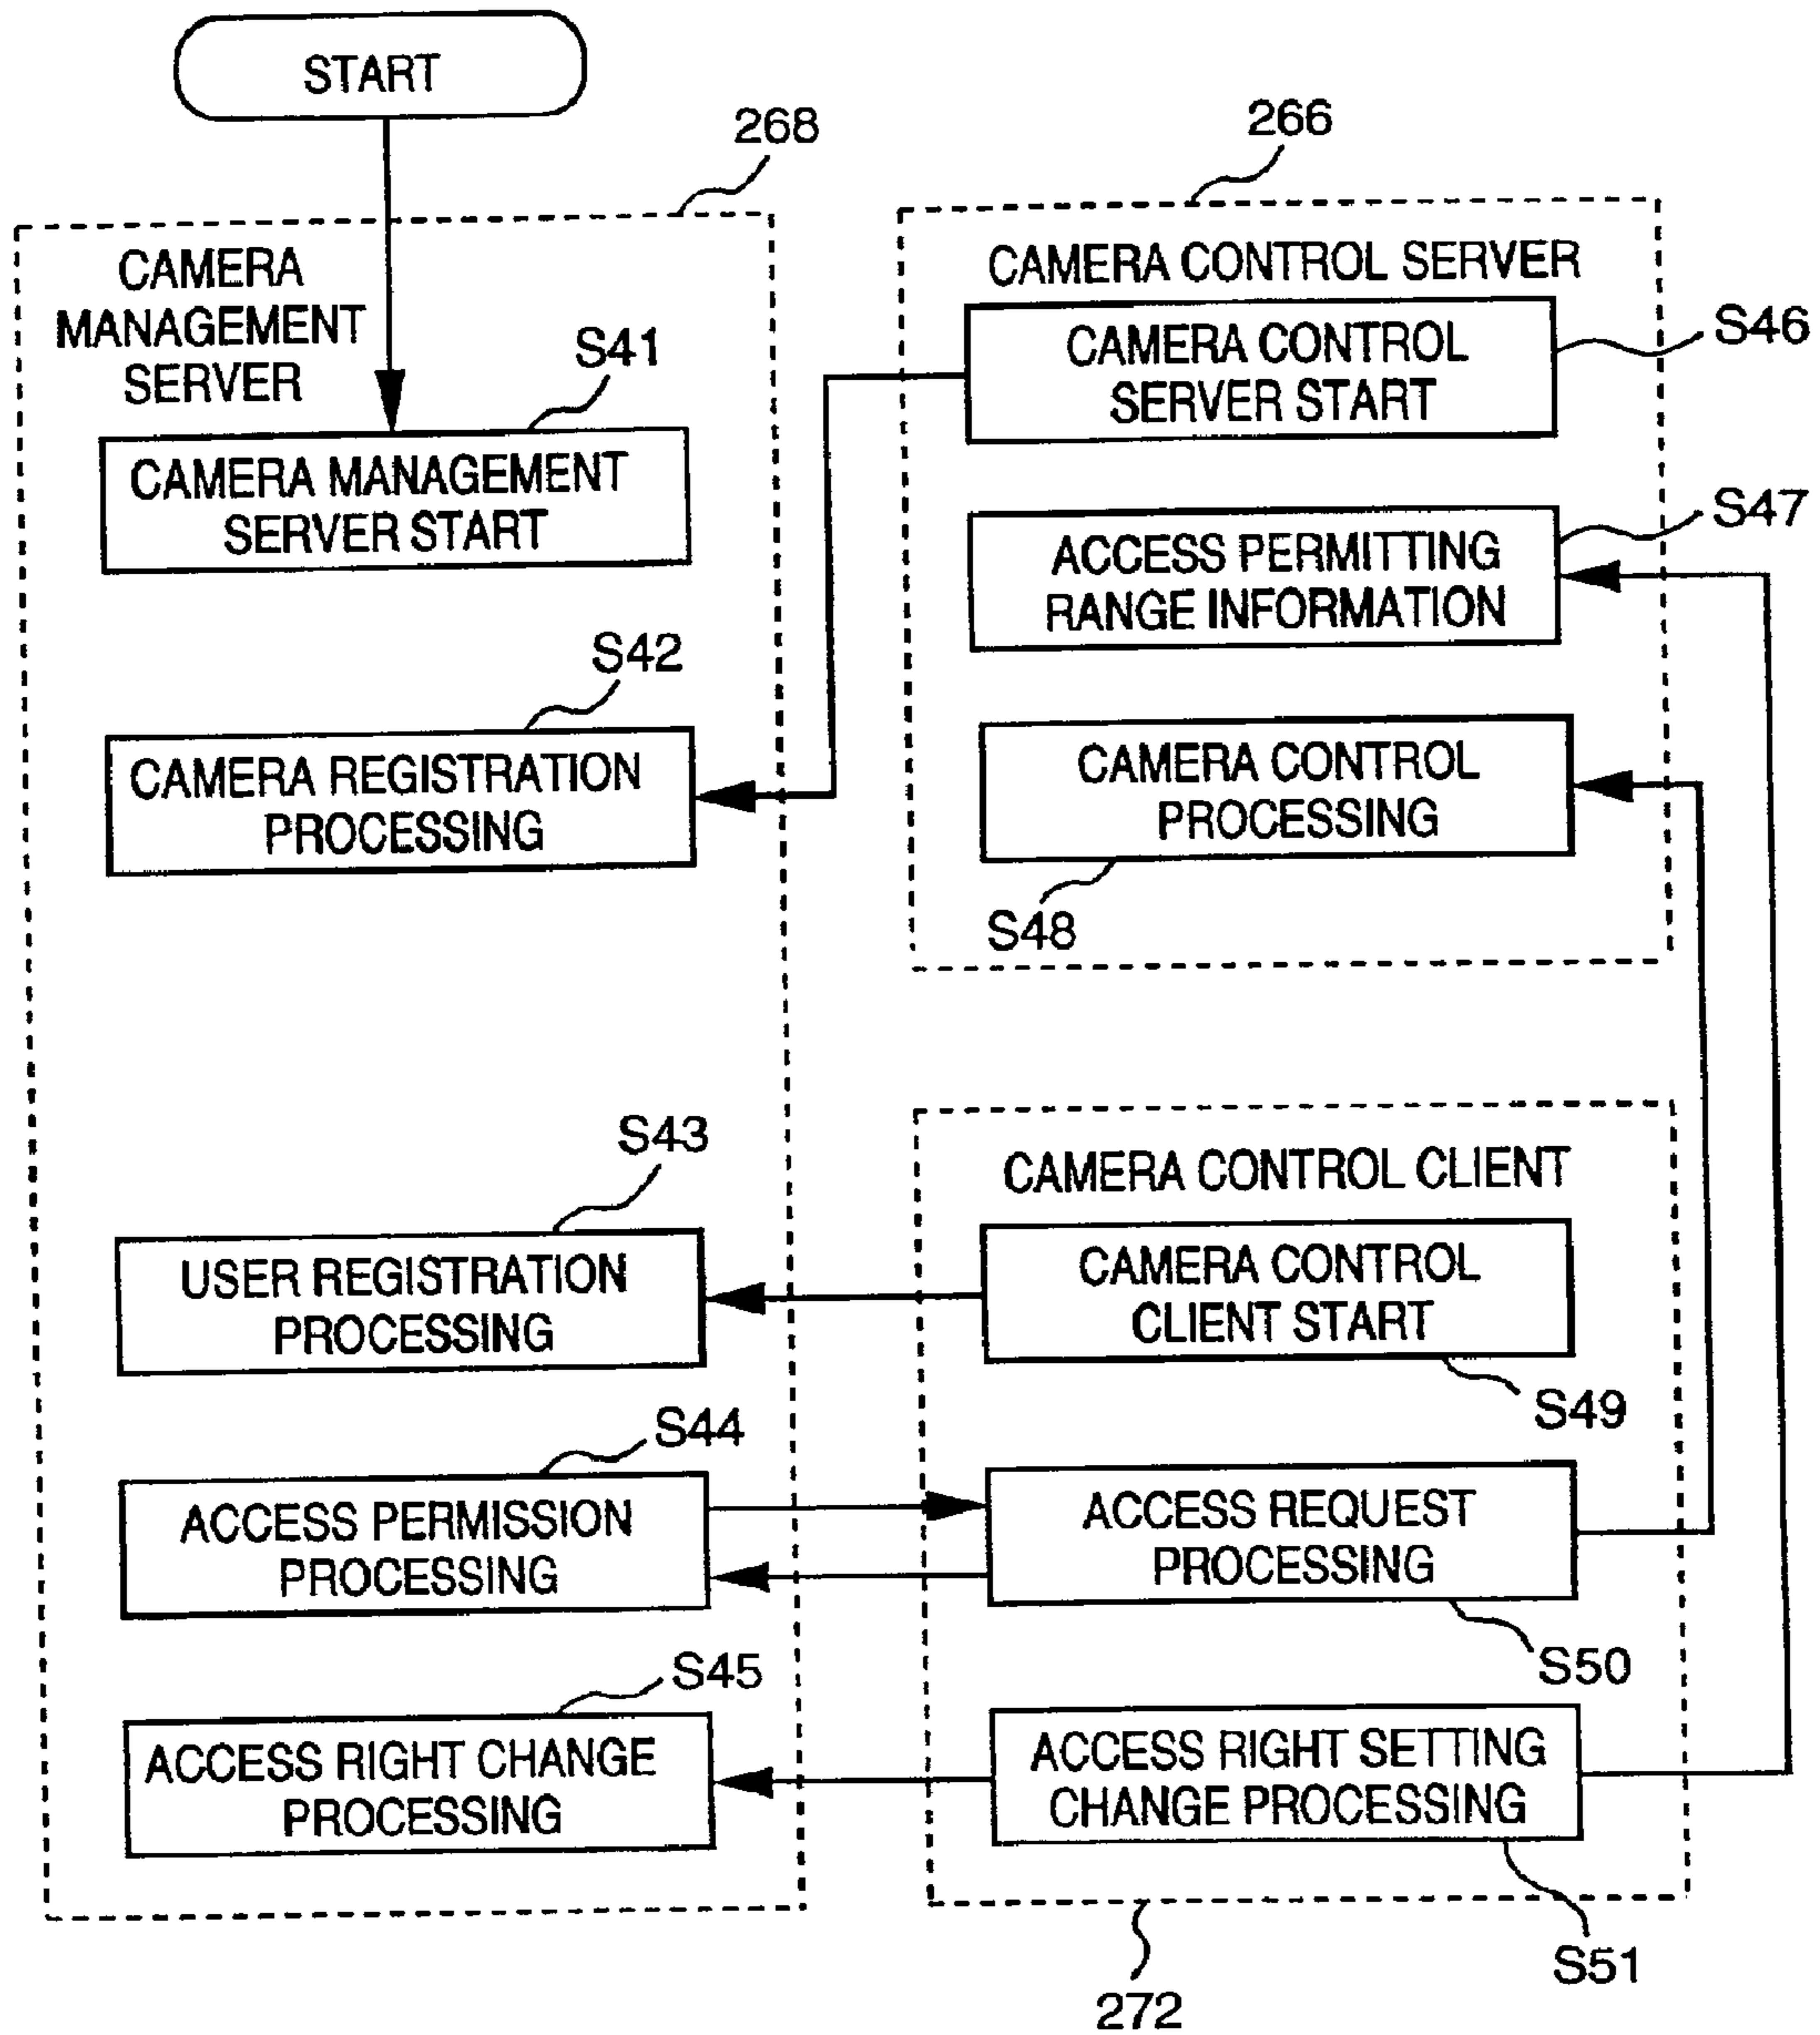 START
268
CAMERA
MANAGEMENT
SERVER
S41
CAMERA MANAGEMENT
SERVER START
S42
CAMERA REGISTRATION
PROCESSING
S43
USER REGISTRATION
PROCESSING
S44
ACCESS PERMISSION
PROCESSING
S45
ACCESS RIGHT CHANGE
PROCESSING
266
CAMERA CONTROL SERVER
CAMERA CONTROL
SERVER START
S46
ACCESS PERMITTING
RANGE INFORMATION
S47
CAMERA CONTROL
PROCESSING
S48
CAMERA CONTROL CLIENT
CAMERA CONTROL
CLIENT START
S49
ACCESS REQUEST
PROCESSING
S50
ACCESS RIGHT SETTING
CHANGE PROCESSING
S51
272